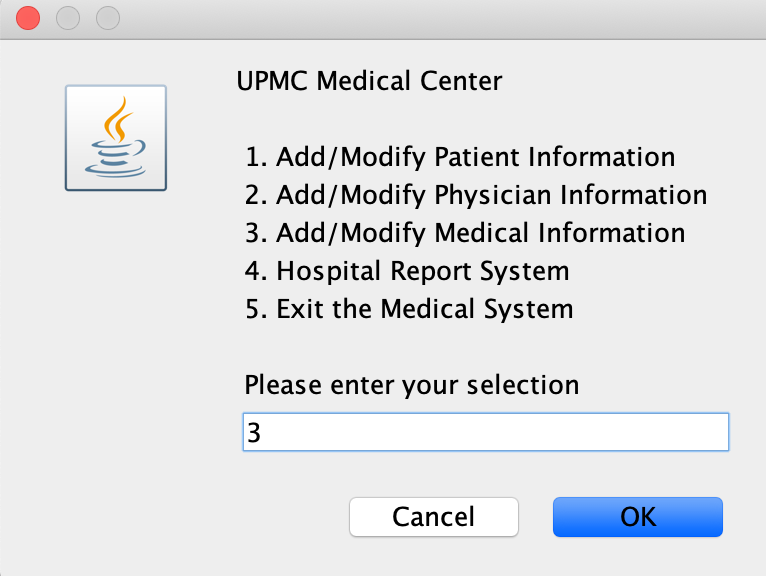 UPMC Medical Center
1. Add/Modify Patient Information
2. Add/Modify Physician Information
3. Add/Modify Medical Information
4. Hospital Report System
5. Exit the Medical System
Please enter your selection
3
Cancel
OK